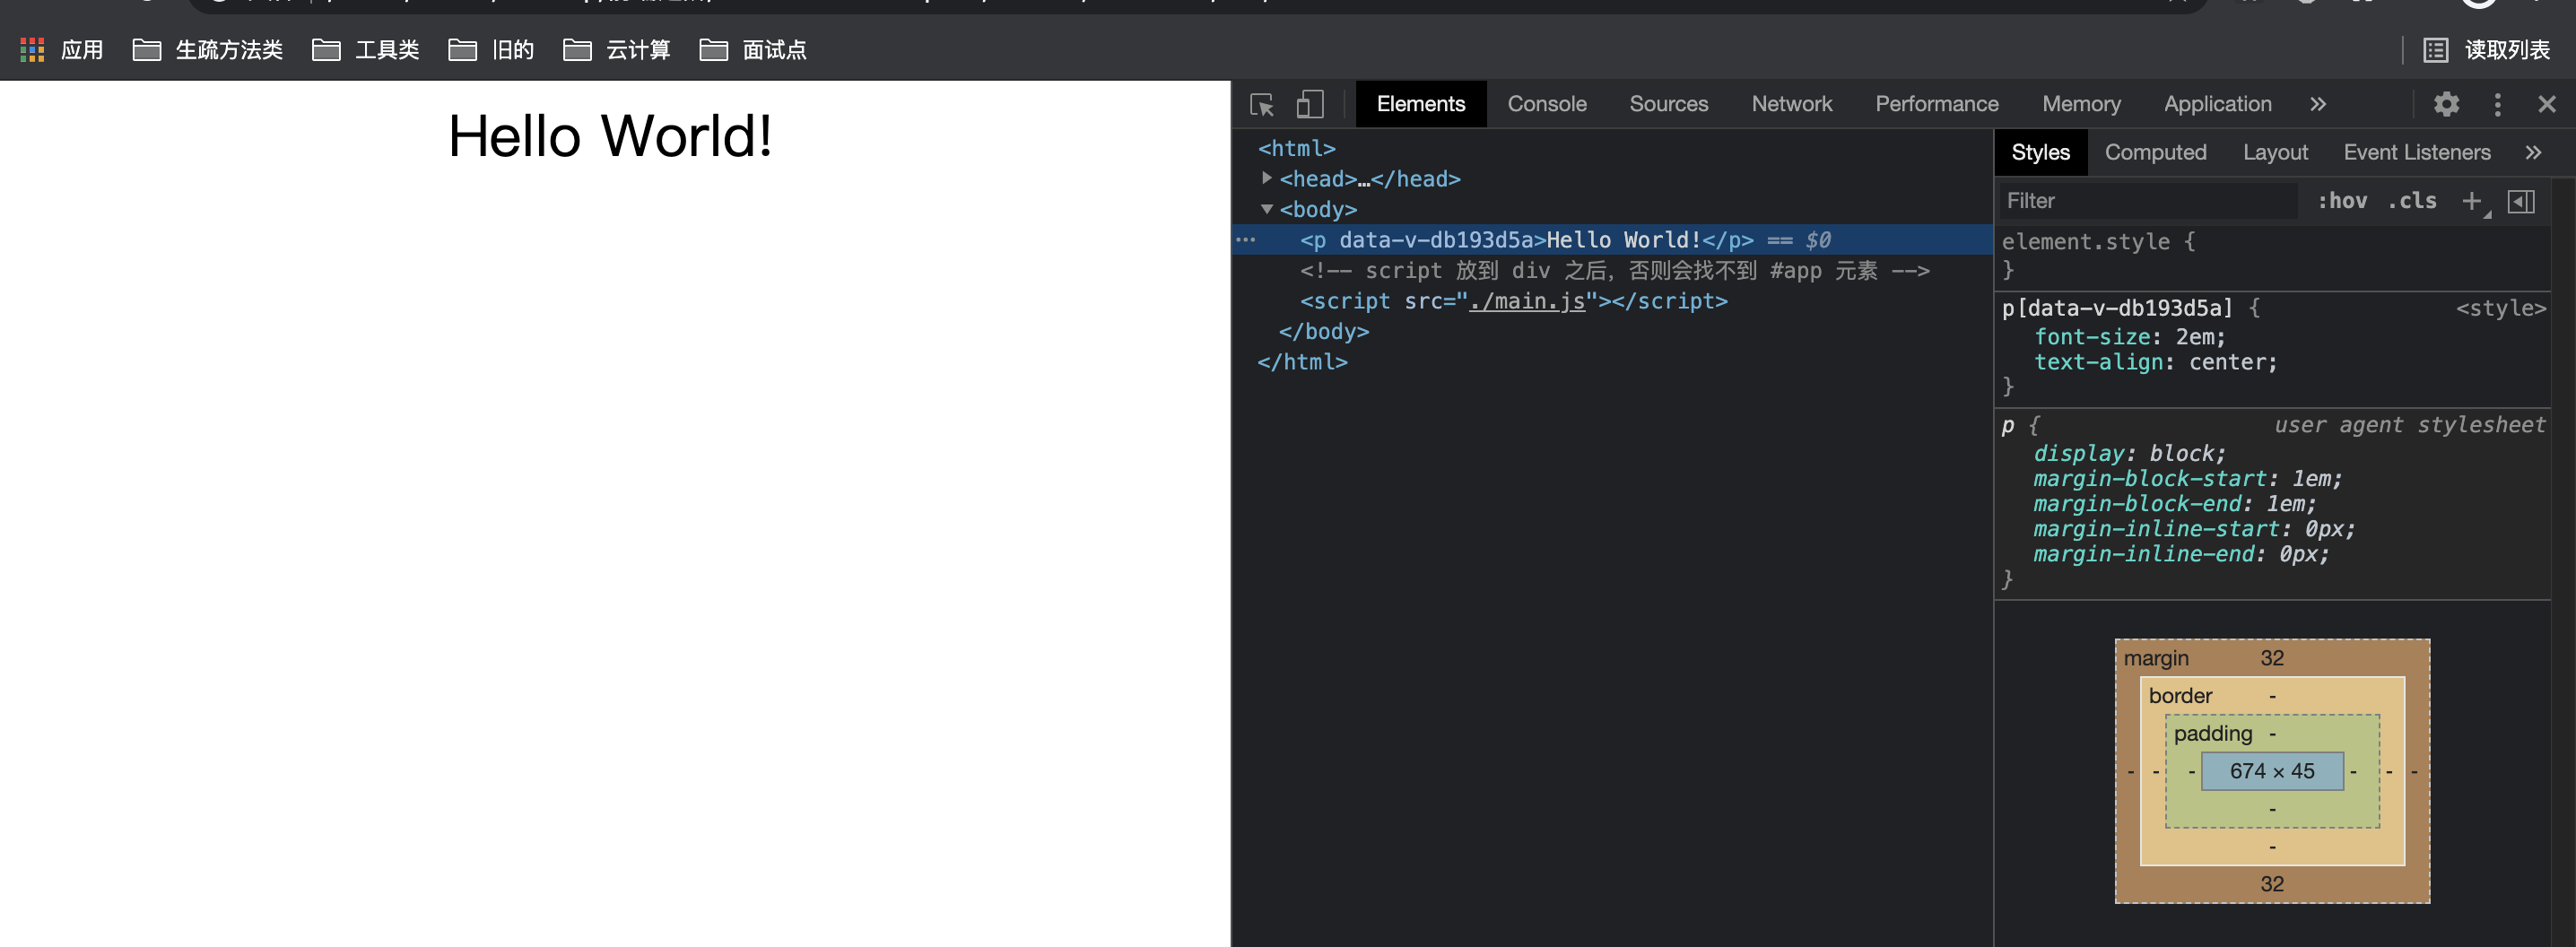 应用 生疏方法类 工具类 旧的 云计算 面试点 读取列表
Hello World!
Elements Console Sources Network Performance Memory Application »
<html>
<head>…</head>
<body>
<p data-v-db193d5a>Hello World!</p> == $0
<!-- script 放到 div 之后，否则会找不到 #app 元素 -->
<script src="./main.js"></script>
</body>
</html>
Styles Computed Layout Event Listeners »
Filter :hov .cls +
element.style {
}
p[data-v-db193d5a] { <style>
font-size: 2em;
text-align: center;
}
p { user agent stylesheet
display: block;
margin-block-start: 1em;
margin-block-end: 1em;
margin-inline-start: 0px;
margin-inline-end: 0px;
}
margin 32
border -
padding -
- - - 674 × 45 - - -
-
-
32